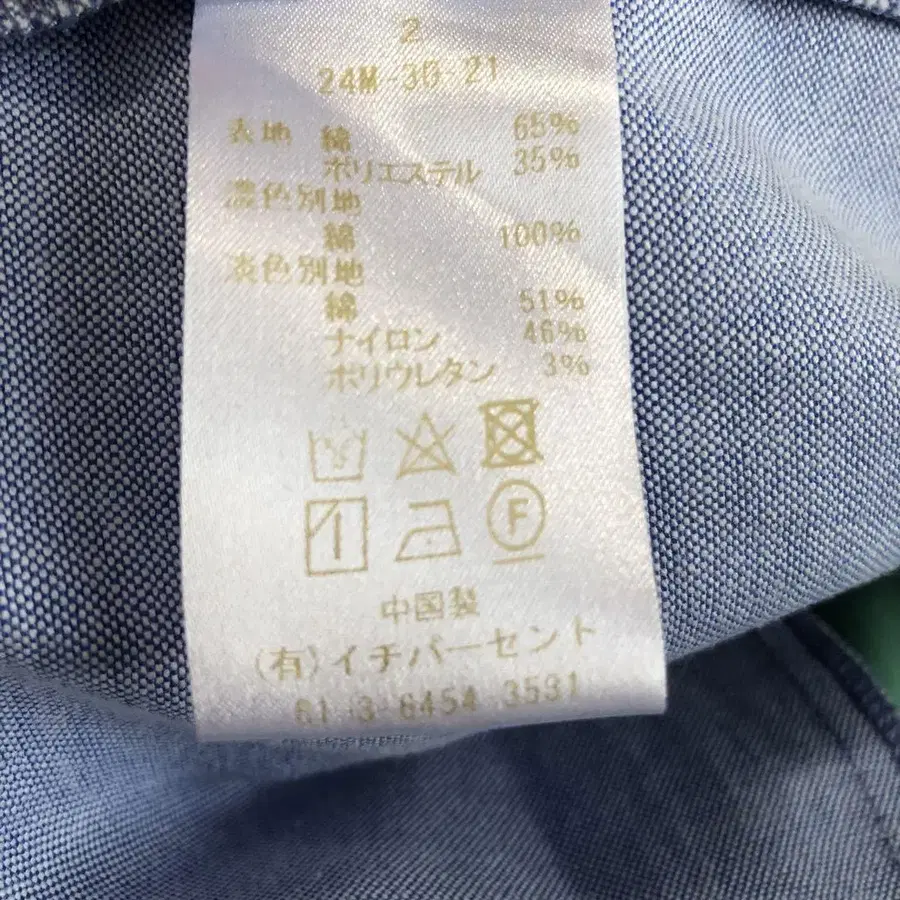 2
24M-30-21
表地 綿 65%
ポリエステル 35%
濃色別地
綿 100%
淡色別地
綿 51%
ナイロン 46%
ポリウレタン 3%
F
中国製
(有)イチパーセント
81-3-6454-3531